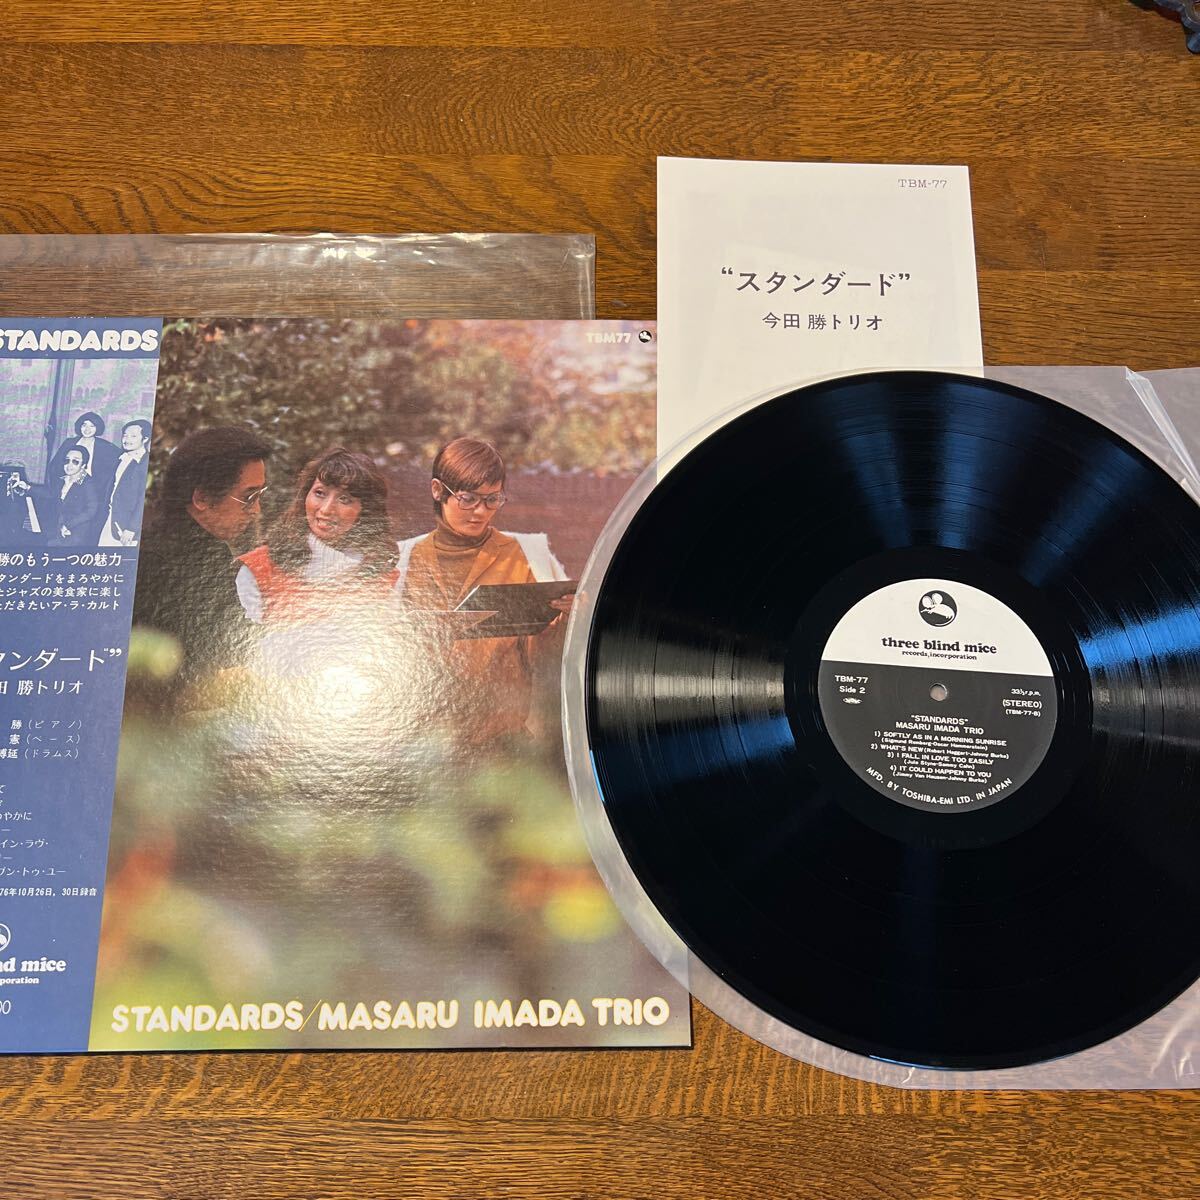 STANDARDS
勝のもう一つの魅力
タンダードをまろやかに
たジャズの美食家に楽し
ただきたいア・ラ・カルト
タンダード”
田 勝トリオ
勝（ピアノ）
憲（ベース）
博延（ドラムス）
て
やかに
イン・ラヴ・
ブン・トゥ・ユー
76年10月26日，30日録音
nd mice
poration
00
TBM77
STANDARDS/MASARU IMADA TRIO
TBM-77
“スタンダード”
今田 勝トリオ
three blind mice
records, incorporation
TBM-77
Side 2
33⅓r.p.m.
(STEREO)
(TBM-77-B)
"STANDARDS"
MASARU IMADA TRIO
1) SOFTLY AS IN A MORNING SUNRISE
(Sigmund Romberg-Oscar Hammerstein)
2) WHAT'S NEW (Robert Haggart-Johnny Burke)
3) I FALL IN LOVE TOO EASILY
(Jule Styne-Sammy Cahn)
4) IT COULD HAPPEN TO YOU
(Jimmy Van Heusen-Johnny Burke)
MFD. BY TOSHIBA-EMI LTD. IN JAPAN